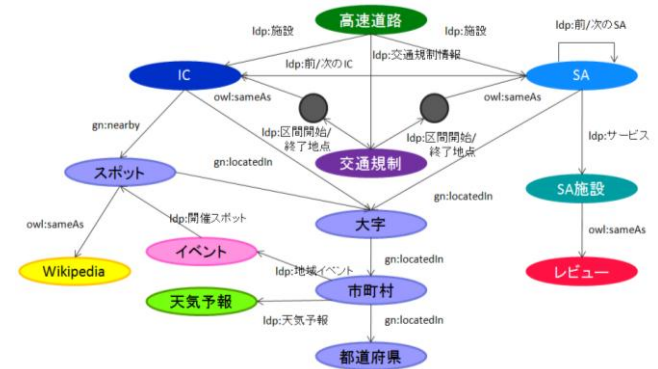 高速道路
ldp:施設
ldp:施設
ldp:前/次のSA
ldp:前/次のIC
ldp:交通規制情報
IC
SA
owl:sameAs
owl:sameAs
gn:nearby
ldp:区間開始/
終了地点
ldp:区間開始/
終了地点
ldp:サービス
交通規制
gn:locatedIn
スポット
gn:locatedIn
SA施設
owl:sameAs
ldp:開催スポット
大字
owl:sameAs
イベント
gn:locatedIn
Wikipedia
ldp:地域イベント
レビュー
市町村
天気予報
ldp:天気予報
gn:locatedIn
都道府県